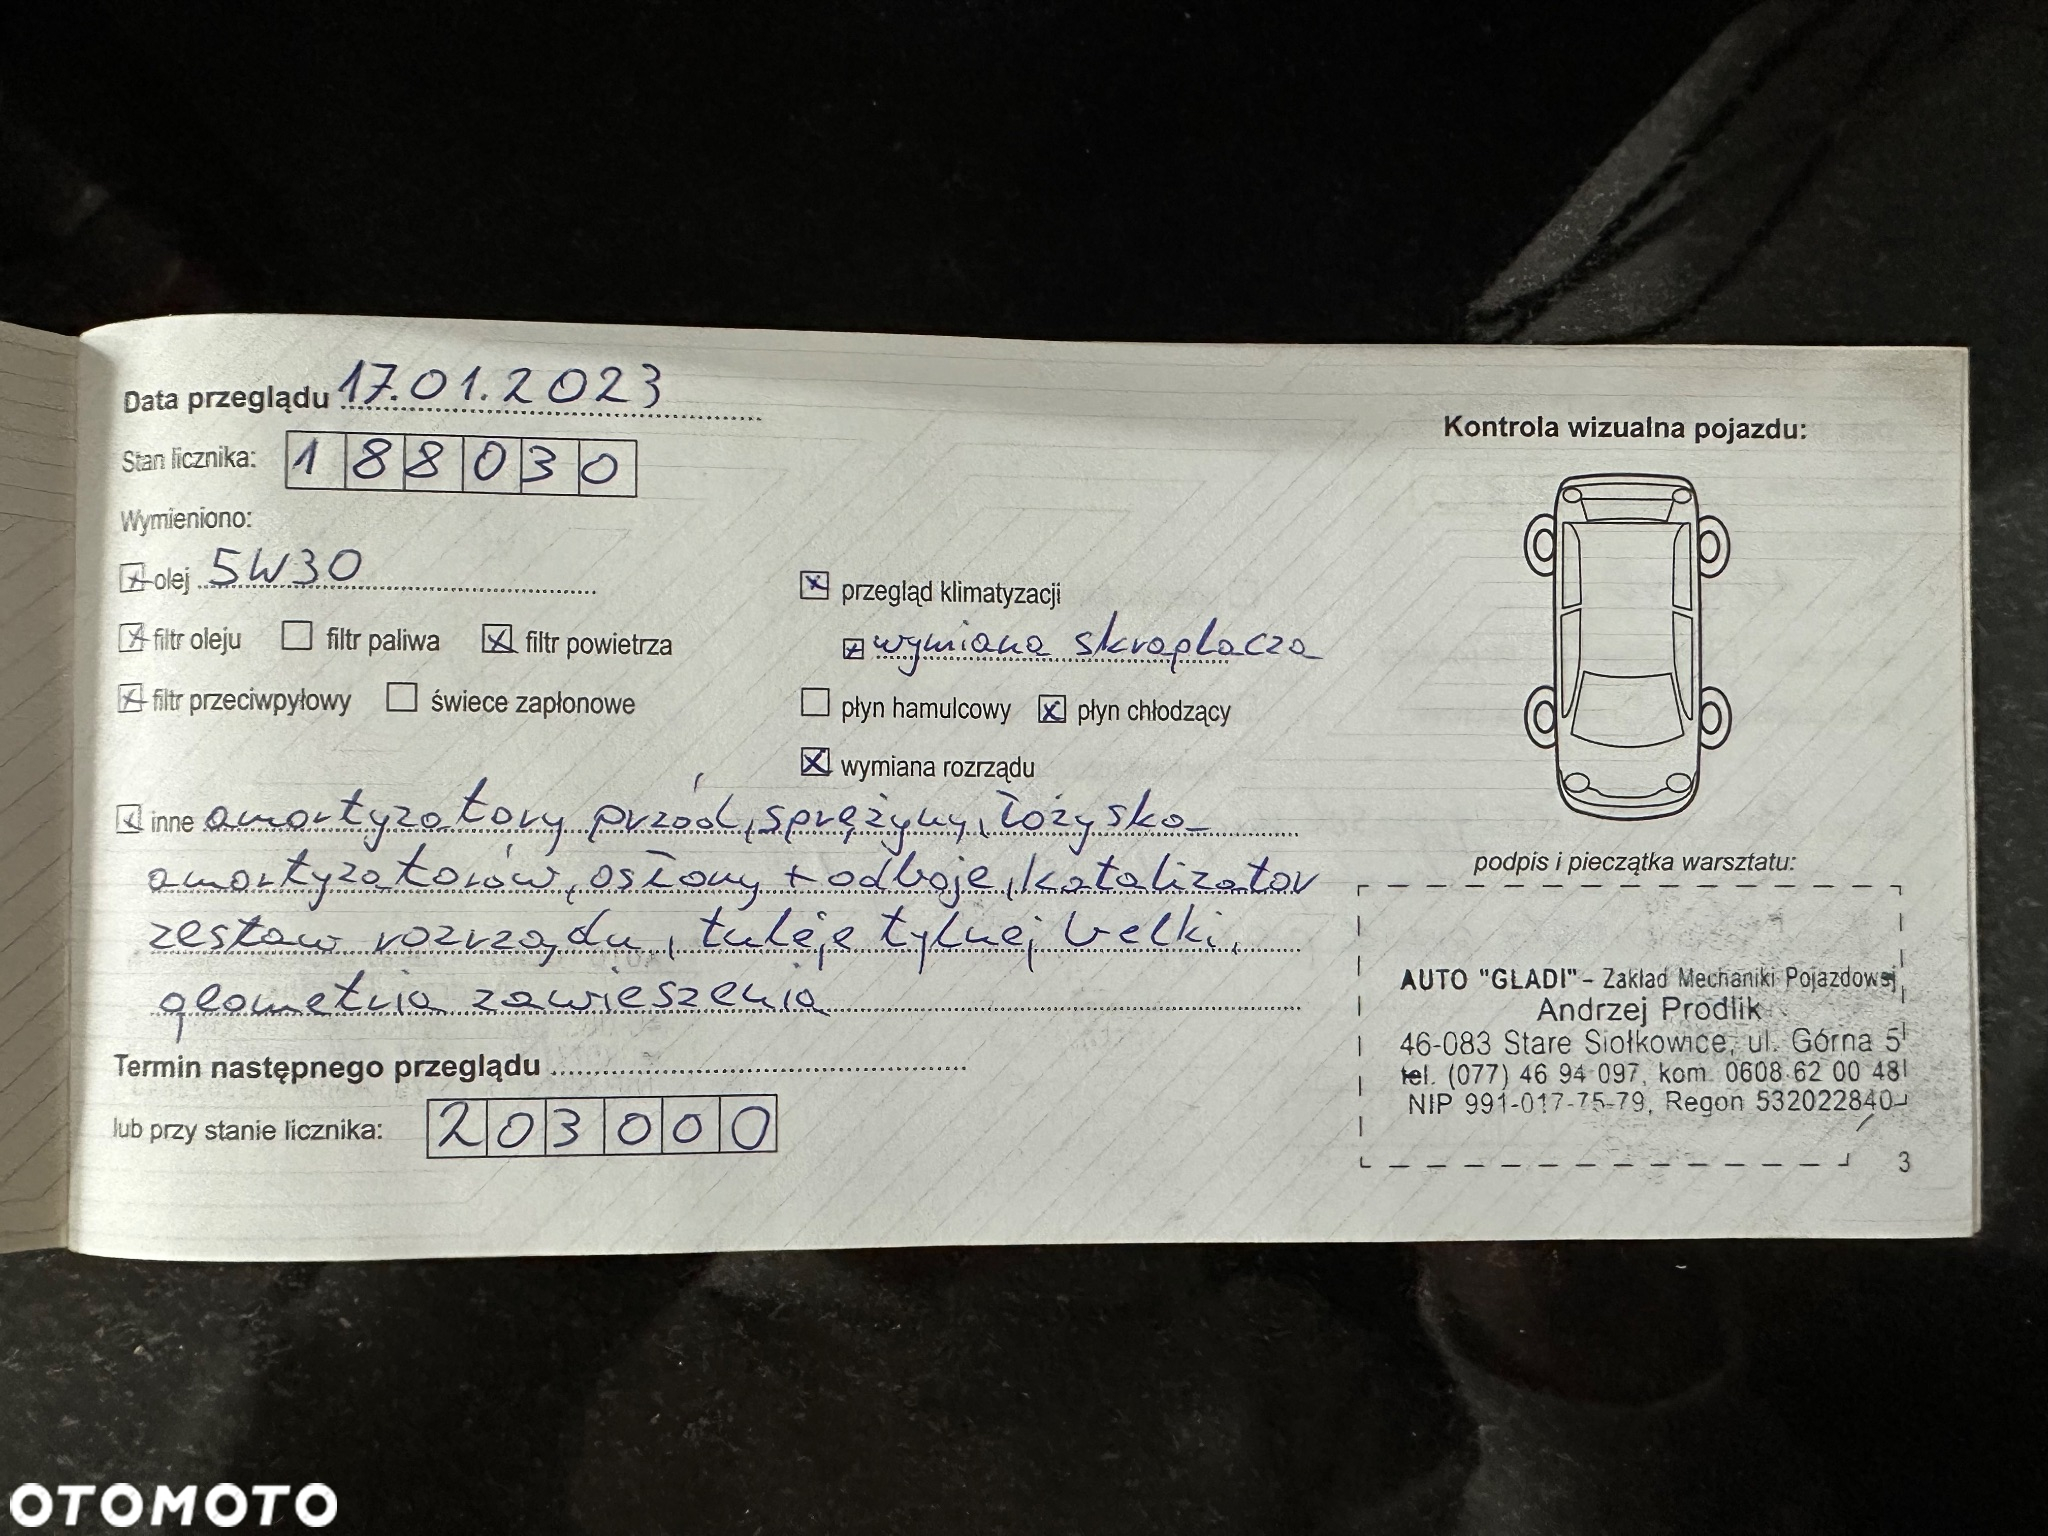 Data przeglądu 17.01.2023
Stan licznika: 188030
Wymieniono:
olej 5W30
filtr oleju filtr paliwa filtr powietrza
filtr przeciwpyłowy świece zapłonowe
przegląd klimatyzacji
wymiana skraplacza
płyn hamulcowy płyn chłodzący
wymiana rozrządu
inne amortyzatory przód, sprężyny, łożyska
amortyzatorów, osłony + odboje, katalizator
zestaw rozrządu, tuleje tylnej belki,
geometria zawieszenia
Termin następnego przeglądu
lub przy stanie licznika: 203000
Kontrola wizualna pojazdu:
podpis i pieczątka warsztatu:
AUTO "GLADI" - Zakład Mechaniki Pojazdowej
Andrzej Prodlik
46-083 Stare Siołkowice, ul. Górna 5
tel. (077) 46 94 097, kom. 0608 62 00 48
NIP 991-017-75-79, Regon 532022840
3
OTOMOTO